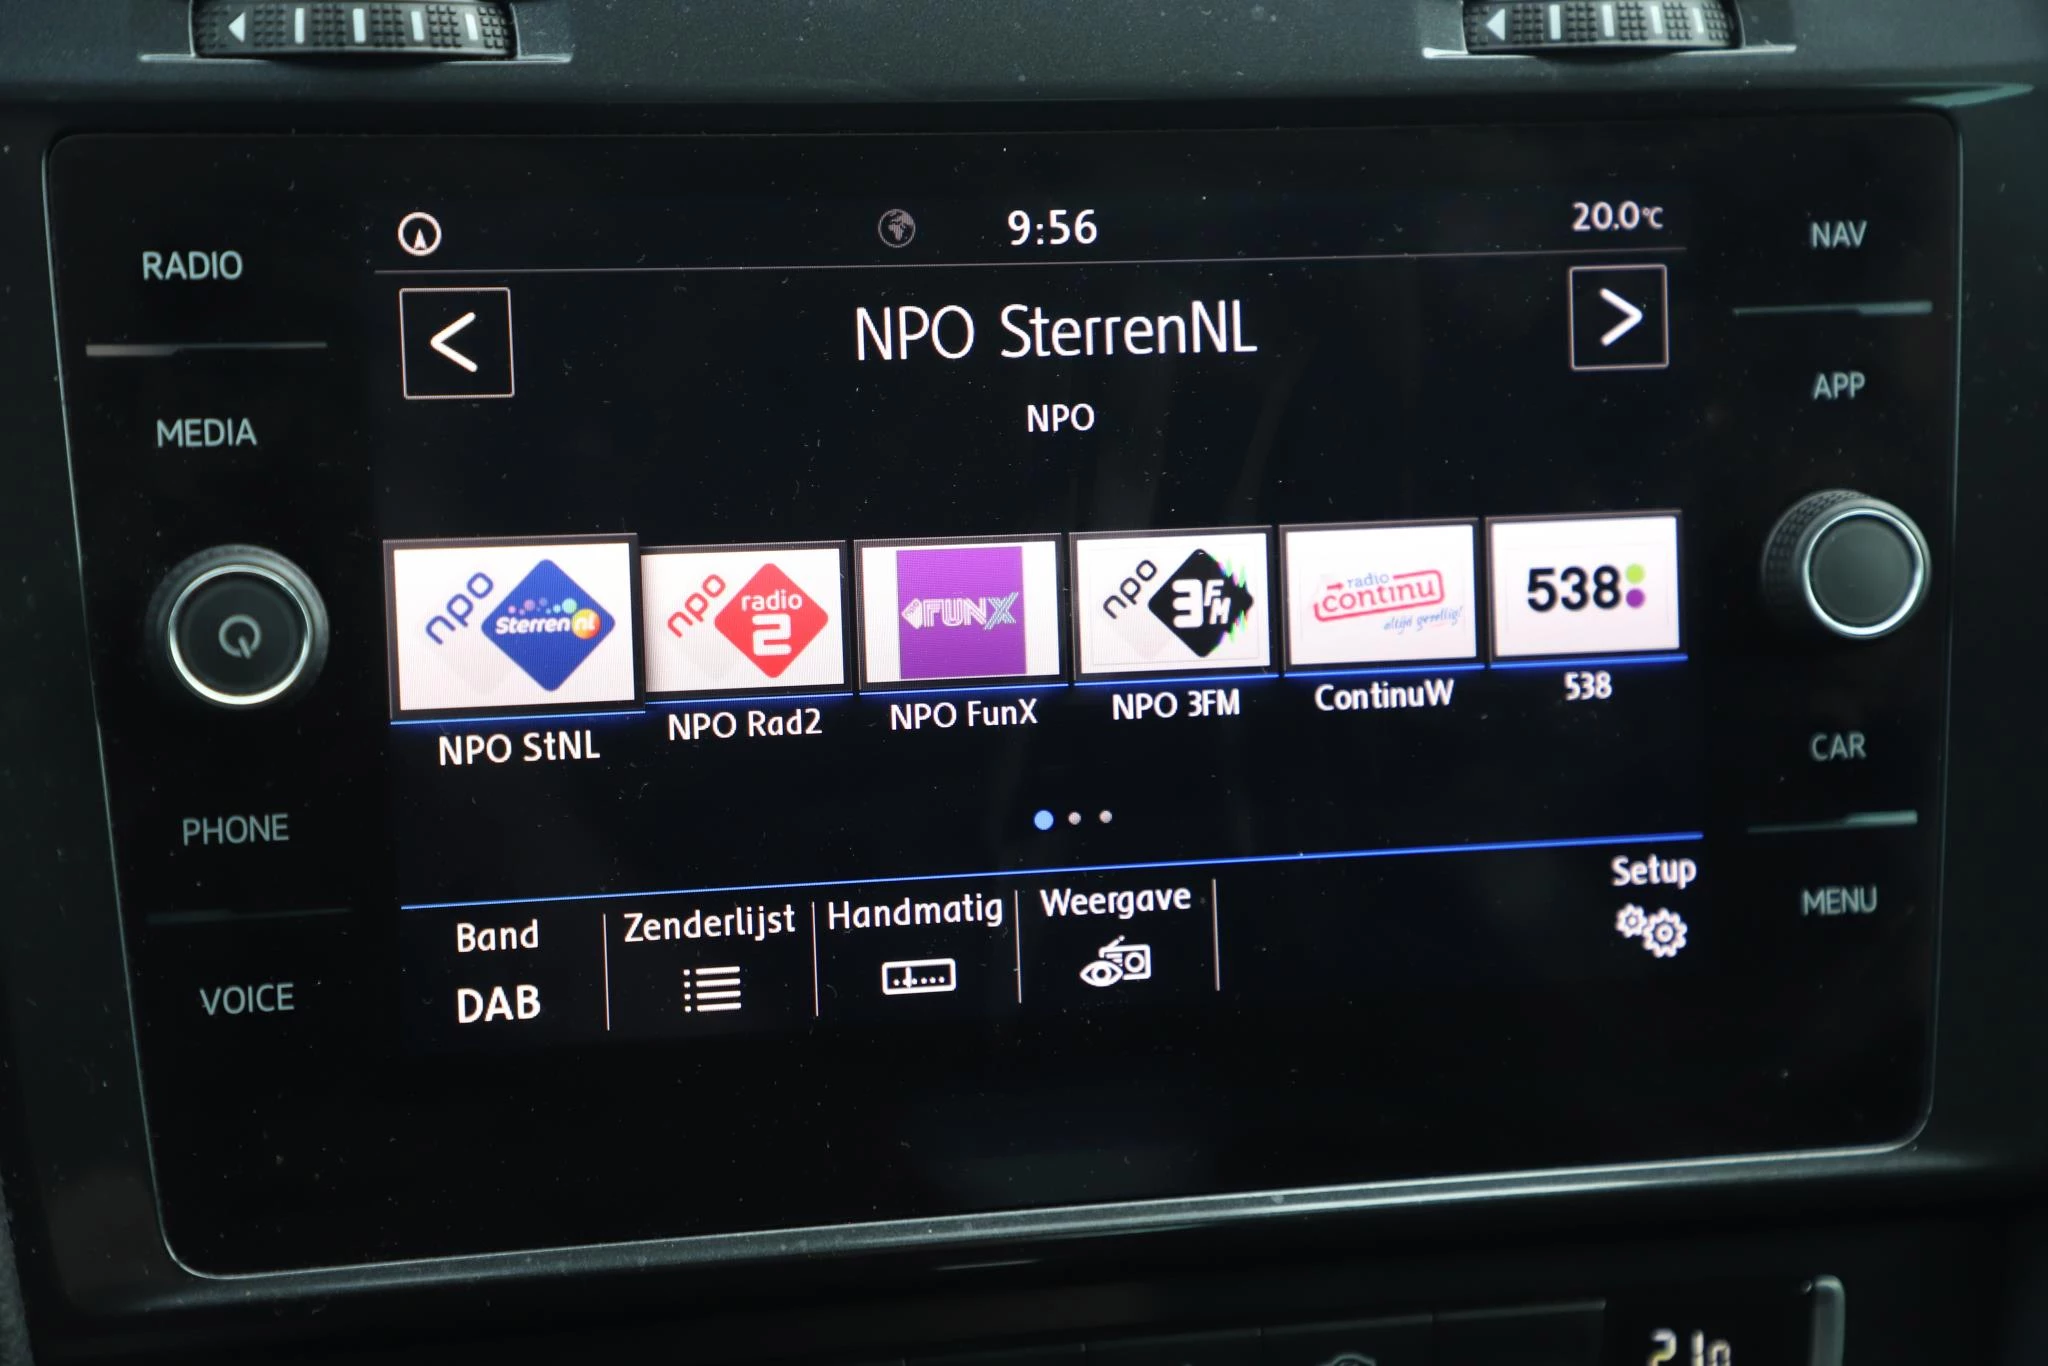 RADIO
MEDIA
PHONE
VOICE
9:56
20.0°C
NPO SterrenNL
NPO
npo Sterren nl
npo radio 2
FUNX
npo 3FM
radio continu altijd gezellig!
538
NPO StNL
NPO Rad2
NPO FunX
NPO 3FM
ContinuW
538
Band
DAB
Zenderlijst
Handmatig
Weergave
Setup
NAV
APP
CAR
MENU